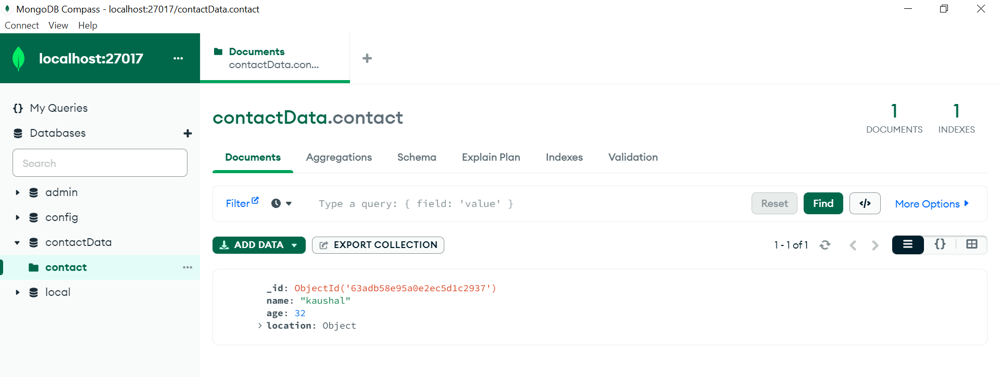 MongoDB Compass - localhost:27017/contactData.contact
Connect View Help
localhost:27017 ...
Documents
contactData.con...
+
{} My Queries
Databases +
Search
admin
config
contactData
contact ...
local
contactData.contact
1
DOCUMENTS
1
INDEXES
Documents Aggregations Schema Explain Plan Indexes Validation
Filter Type a query: { field: 'value' } Reset Find </> More Options
ADD DATA EXPORT COLLECTION 1 - 1 of 1 {}
_id: ObjectId('63adb58e95a0e2ec5d1c2937')
name: "kaushal"
age: 32
> location: Object